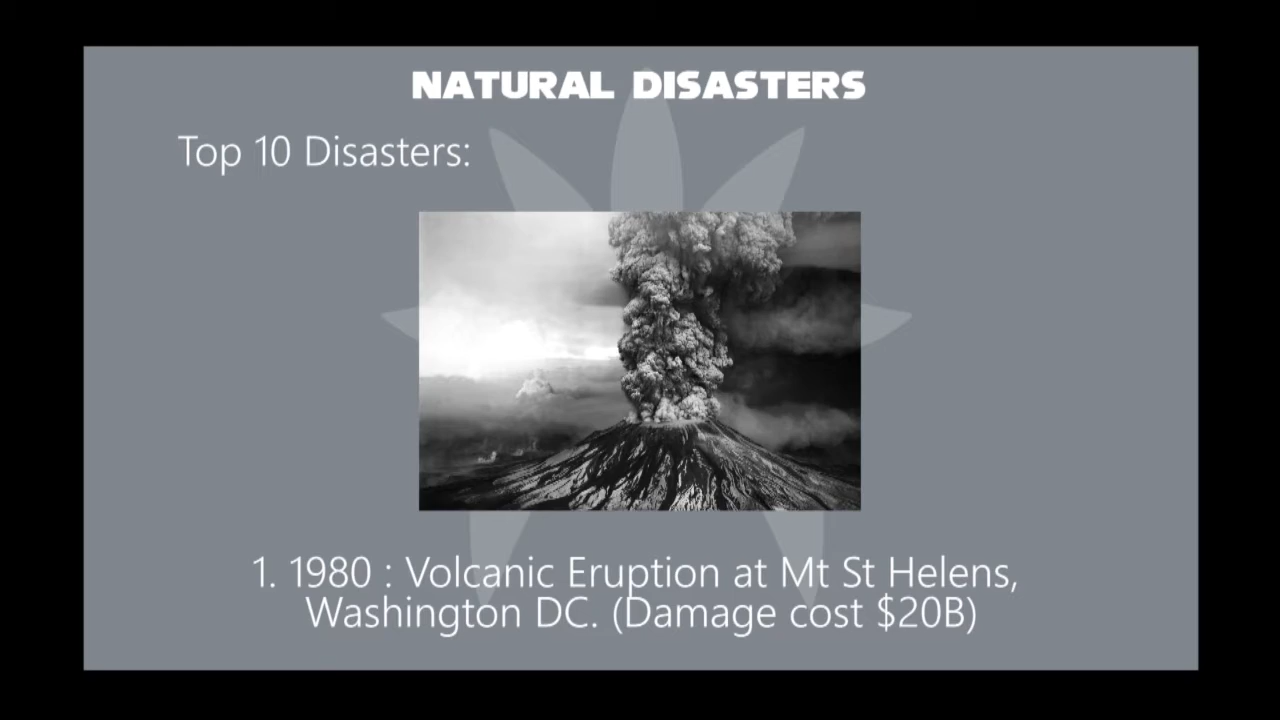 NATURAL DISASTERS
Top 10 Disasters:
1. 1980 : Volcanic Eruption at Mt St Helens,
Washington DC. (Damage cost $20B)